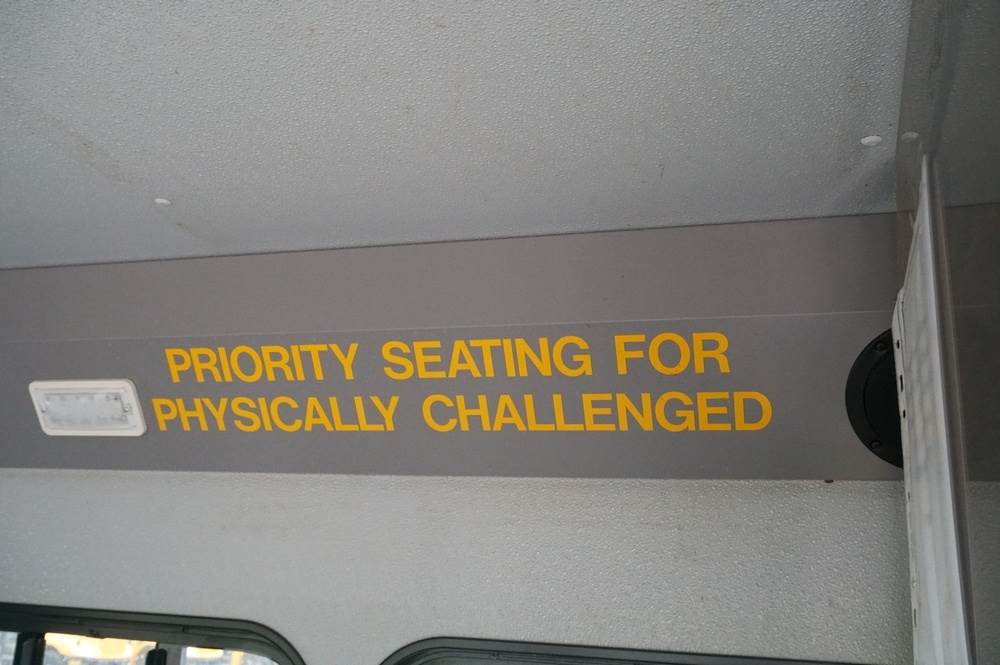 PRIORITY SEATING FOR
PHYSICALLY CHALLENGED